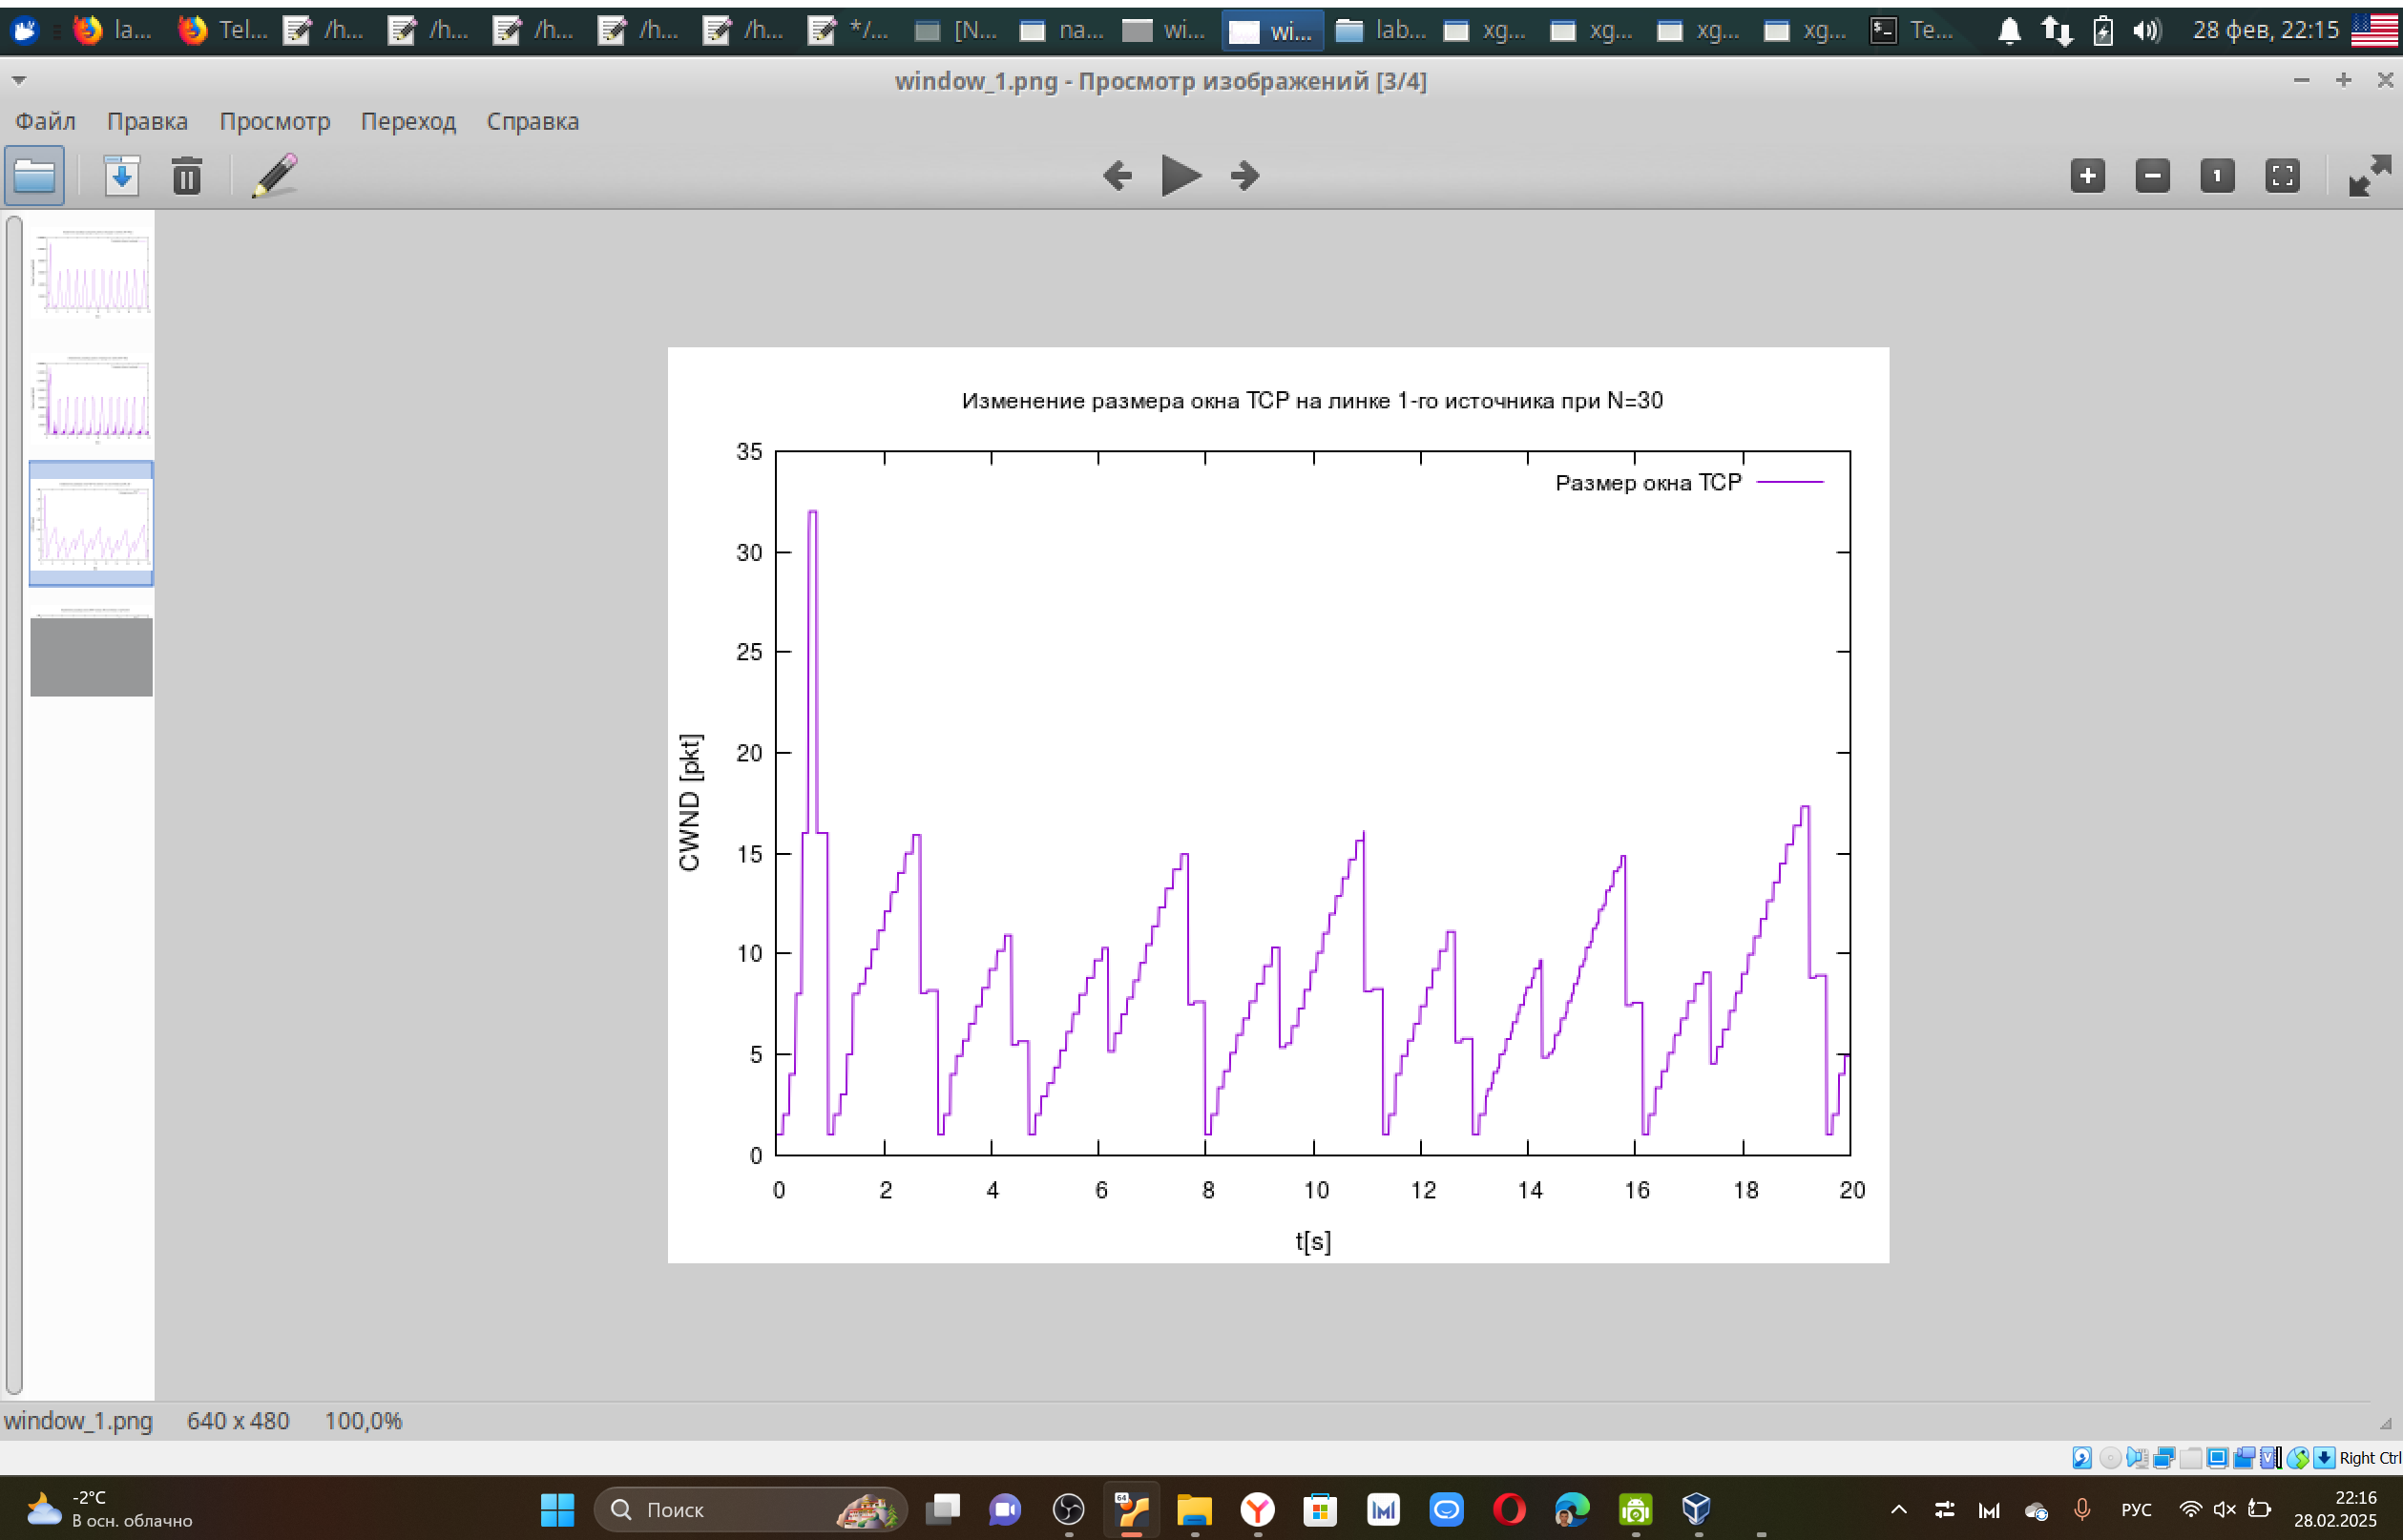 la... Tel... /h... /h... /h... /h... /h... */... [N... na... wi... wi... lab... xg... xg... xg... xg... Te... 28 фев, 22:15
window_1.png - Просмотр изображений [3/4]
Файл Правка Просмотр Переход Справка
1
Изменение размера окна TCP на линке 1-го источника при N=30
Размер окна TCP
35
30
25
20
15
10
5
0
CWND [pkt]
0 2 4 6 8 10 12 14 16 18 20
t[s]
window_1.png 640 x 480 100,0%
Right Ctrl
-2°C
В осн. облачно
Поиск
64
РУС
22:16
28.02.2025